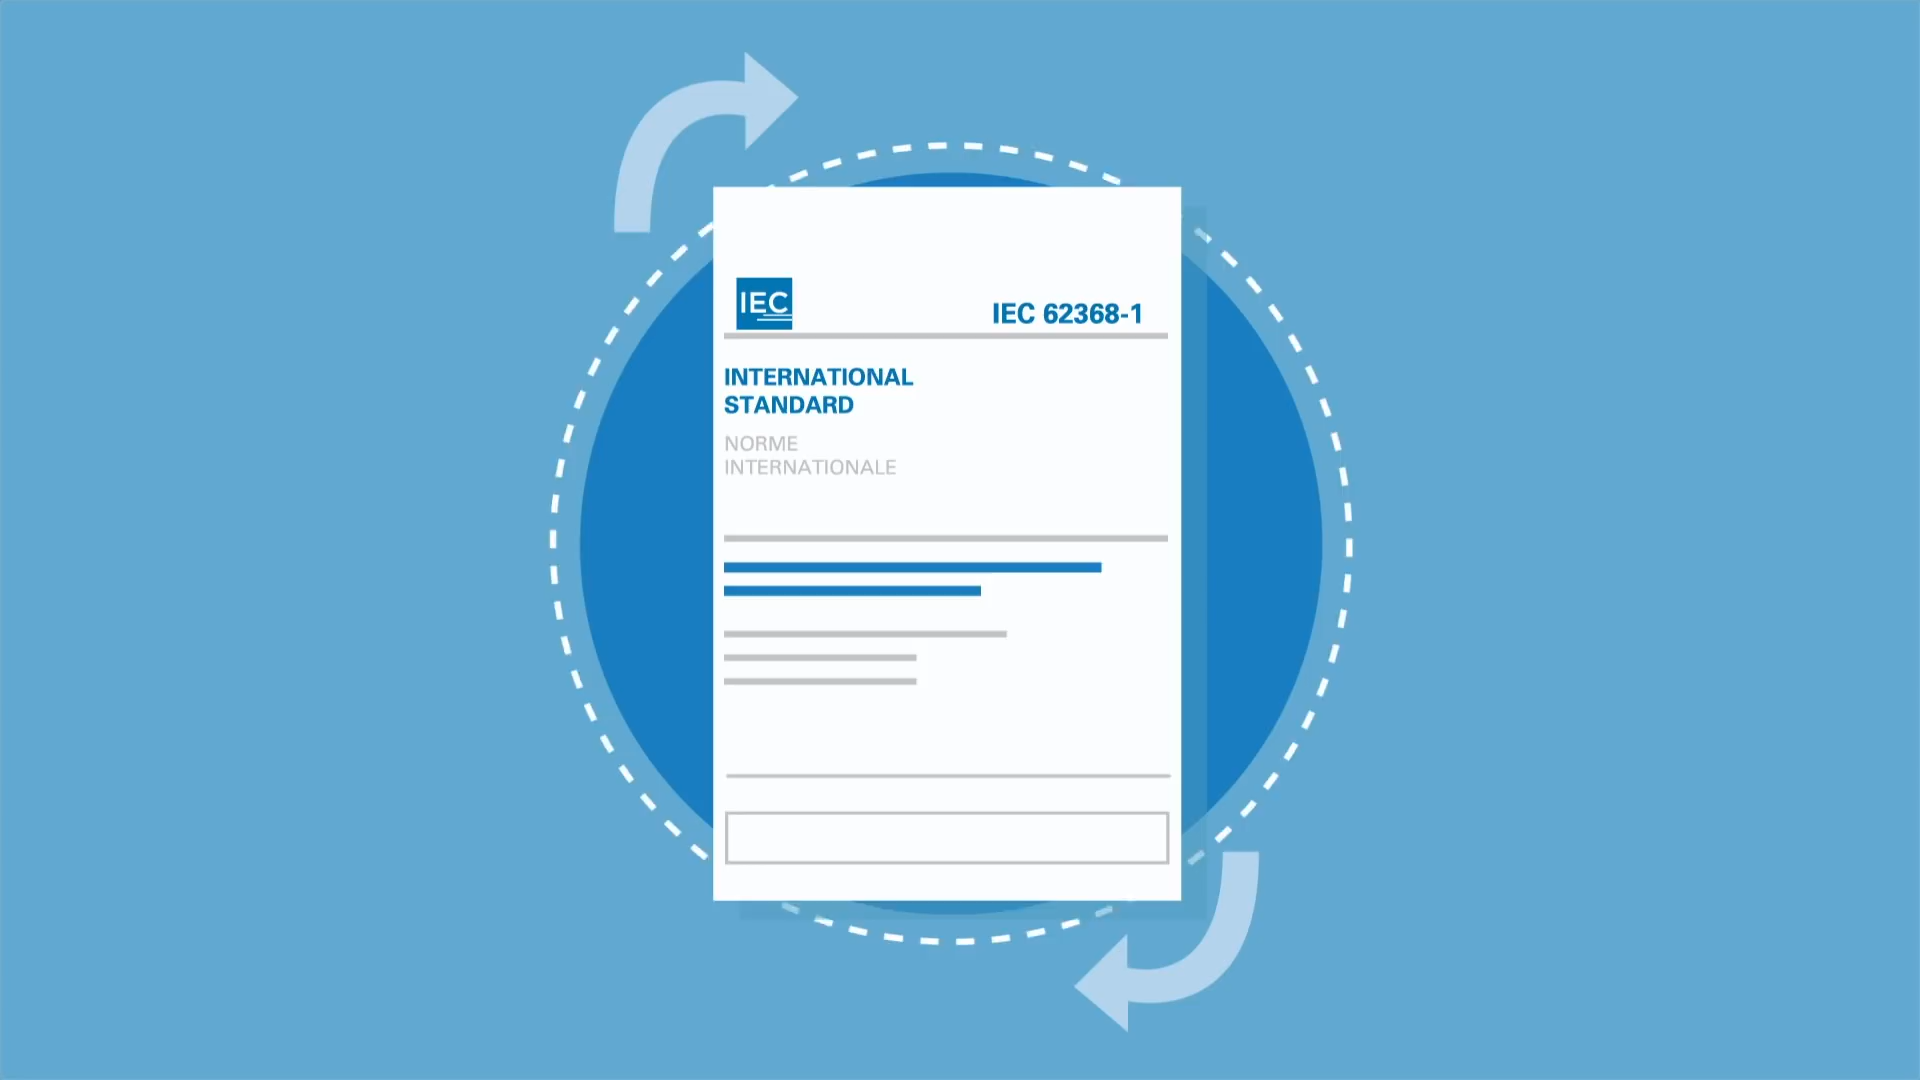 IEC
IEC 62368-1
INTERNATIONAL
STANDARD
NORME
INTERNATIONALE